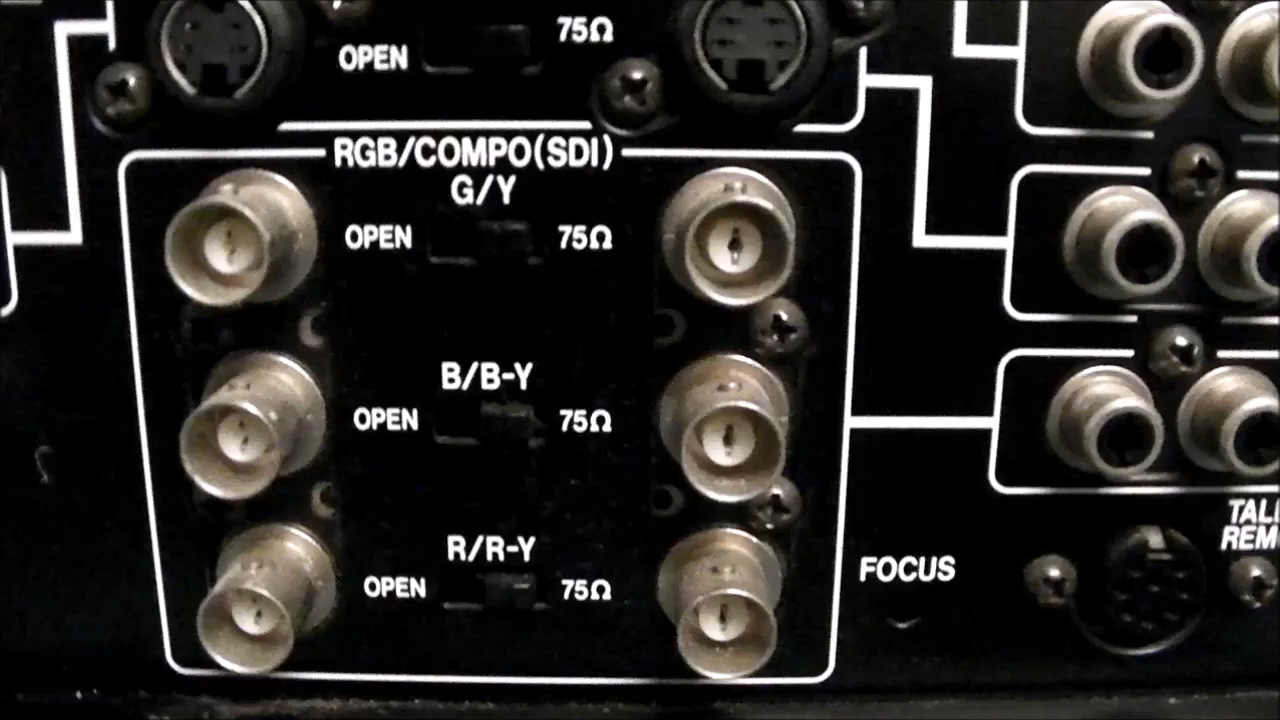 75Ω
OPEN
RGB/COMPO(SDI)
G/Y
OPEN 75Ω
B/B-Y
OPEN 75Ω
R/R-Y
OPEN 75Ω
FOCUS